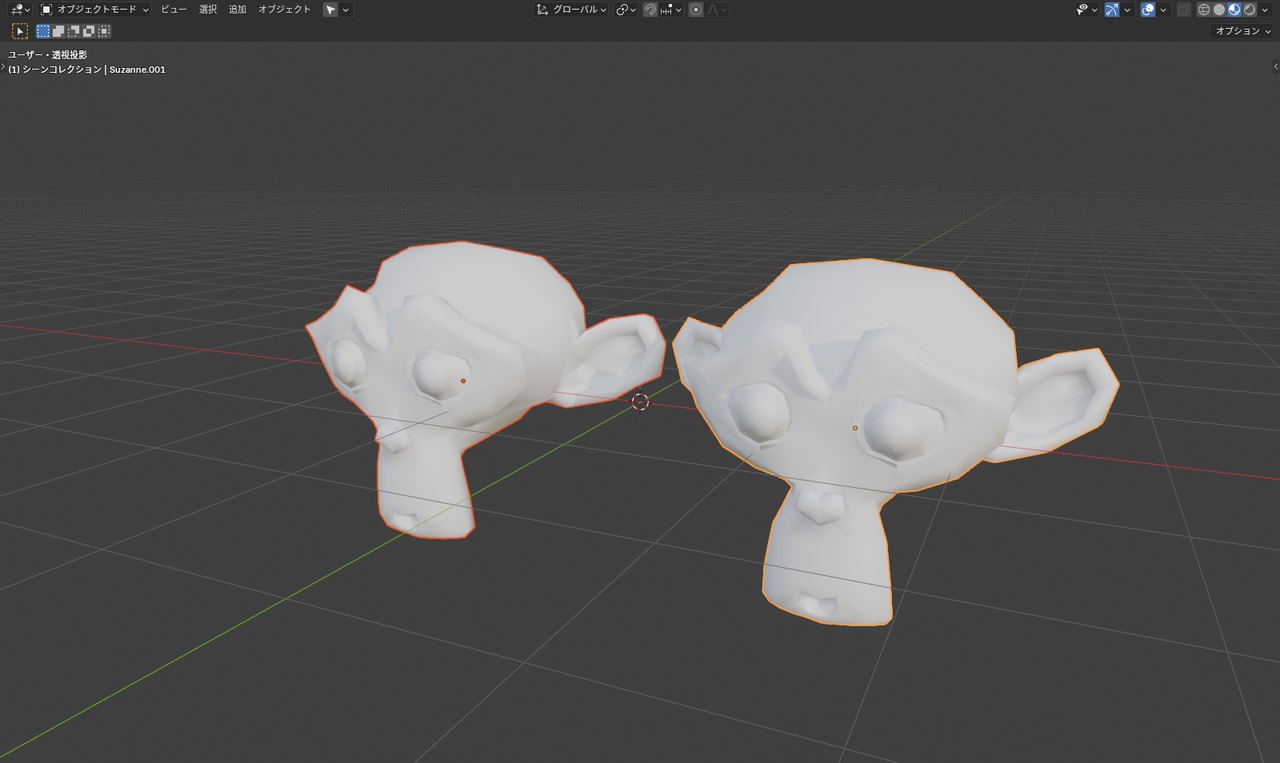 オブジェクトモード ビュー 選択 追加 オブジェクト グローバル
オプション
ユーザー・透視投影
(1) シーンコレクション | Suzanne.001